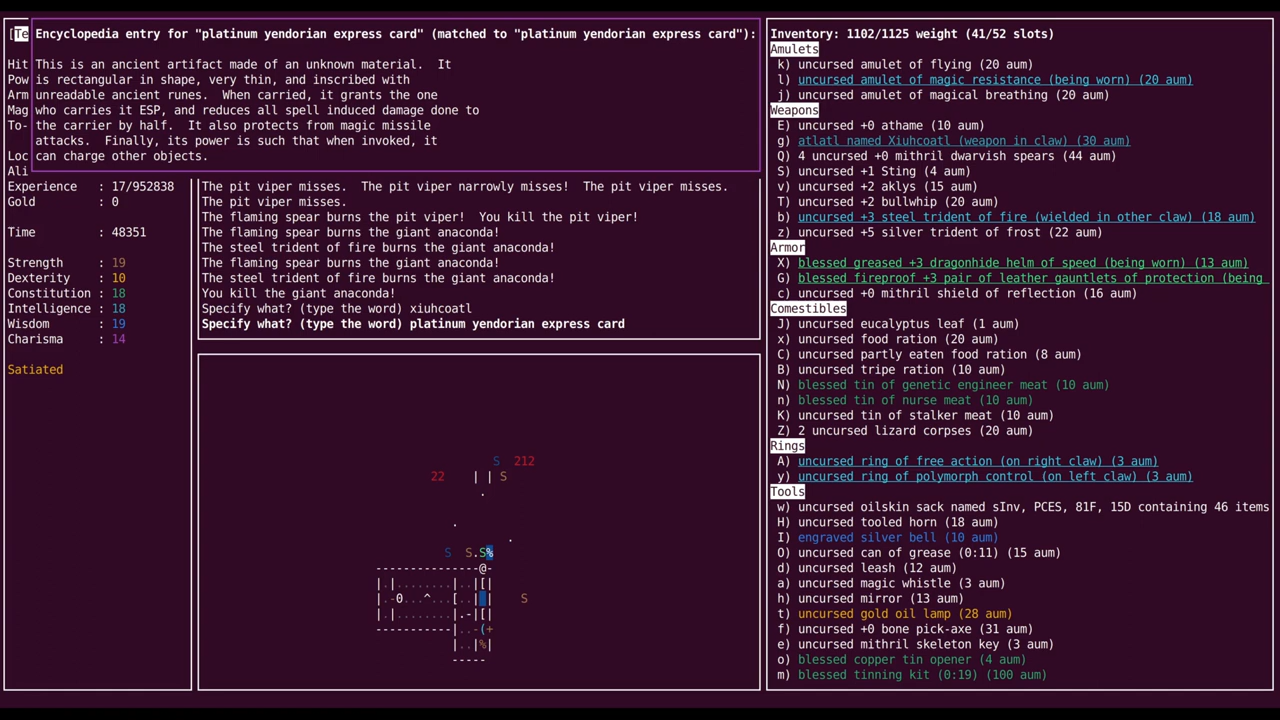 [Te
Encyclopedia entry for "platinum yendorian express card" (matched to "platinum yendorian express card"):
This is an ancient artifact made of an unknown material.  It
is rectangular in shape, very thin, and inscribed with
unreadable ancient runes.  When carried, it grants the one
who carries it ESP, and reduces all spell induced damage done to
the carrier by half.  It also protects from magic missile
attacks.  Finally, its power is such that when invoked, it
can charge other objects.
Hit
Pow
Arm
Mag
To-
Loc
Ali
Experience : 17/952838
Gold : 0
Time : 48351
Strength : 19
Dexterity : 10
Constitution : 18
Intelligence : 18
Wisdom : 19
Charisma : 14
Satiated
The pit viper misses.  The pit viper narrowly misses!  The pit viper misses.
The pit viper misses.
The flaming spear burns the pit viper!  You kill the pit viper!
The flaming spear burns the giant anaconda!
The steel trident of fire burns the giant anaconda!
The flaming spear burns the giant anaconda!
The steel trident of fire burns the giant anaconda!
You kill the giant anaconda!
Specify what? (type the word) xiuhcoatl
Specify what? (type the word) platinum yendorian express card
S 212
22 | | S
.
.
.
S S.S%
---------------@-
|.|........|..|[|
|.-0...^...[..| | S
|.|........|.-|[|
-----------|..-(+
|..|%|
-----
Inventory: 1102/1125 weight (41/52 slots)
Amulets
k) uncursed amulet of flying (20 aum)
l) uncursed amulet of magic resistance (being worn) (20 aum)
j) uncursed amulet of magical breathing (20 aum)
Weapons
E) uncursed +0 athame (10 aum)
g) atlatl named Xiuhcoatl (weapon in claw) (30 aum)
Q) 4 uncursed +0 mithril dwarvish spears (44 aum)
S) uncursed +1 Sting (4 aum)
v) uncursed +2 aklys (15 aum)
T) uncursed +2 bullwhip (20 aum)
b) uncursed +3 steel trident of fire (wielded in other claw) (18 aum)
z) uncursed +5 silver trident of frost (22 aum)
Armor
X) blessed greased +3 dragonhide helm of speed (being worn) (13 aum)
G) blessed fireproof +3 pair of leather gauntlets of protection (being
c) uncursed +0 mithril shield of reflection (16 aum)
Comestibles
J) uncursed eucalyptus leaf (1 aum)
x) uncursed food ration (20 aum)
C) uncursed partly eaten food ration (8 aum)
B) uncursed tripe ration (10 aum)
N) blessed tin of genetic engineer meat (10 aum)
n) blessed tin of nurse meat (10 aum)
K) uncursed tin of stalker meat (10 aum)
Z) 2 uncursed lizard corpses (20 aum)
Rings
A) uncursed ring of free action (on right claw) (3 aum)
y) uncursed ring of polymorph control (on left claw) (3 aum)
Tools
w) uncursed oilskin sack named sInv, PCES, 81F, 15D containing 46 items
H) uncursed tooled horn (18 aum)
I) engraved silver bell (10 aum)
O) uncursed can of grease (0:11) (15 aum)
d) uncursed leash (12 aum)
a) uncursed magic whistle (3 aum)
h) uncursed mirror (13 aum)
t) uncursed gold oil lamp (28 aum)
f) uncursed +0 bone pick-axe (31 aum)
e) uncursed mithril skeleton key (3 aum)
o) blessed copper tin opener (4 aum)
m) blessed tinning kit (0:19) (100 aum)